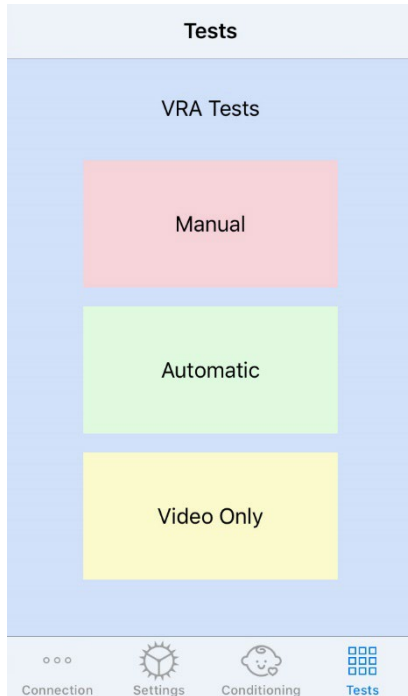 Tests
VRA Tests
Manual
Automatic
Video Only
Connection Settings Conditioning Tests